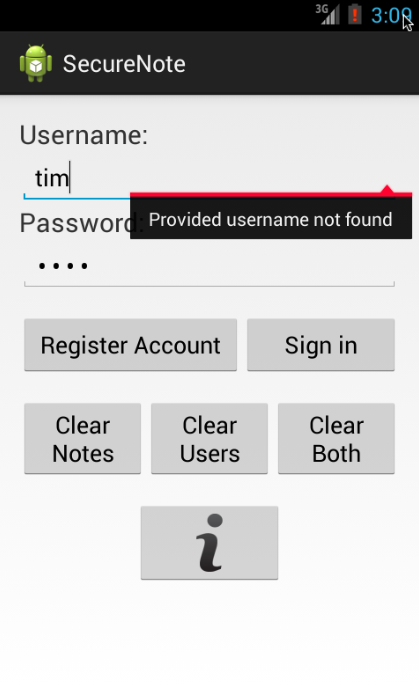 3G 3:00
SecureNote
Username:
tim
Provided username not found
Password:
••••
Register Account
Sign in
Clear
Notes
Clear
Users
Clear
Both
i